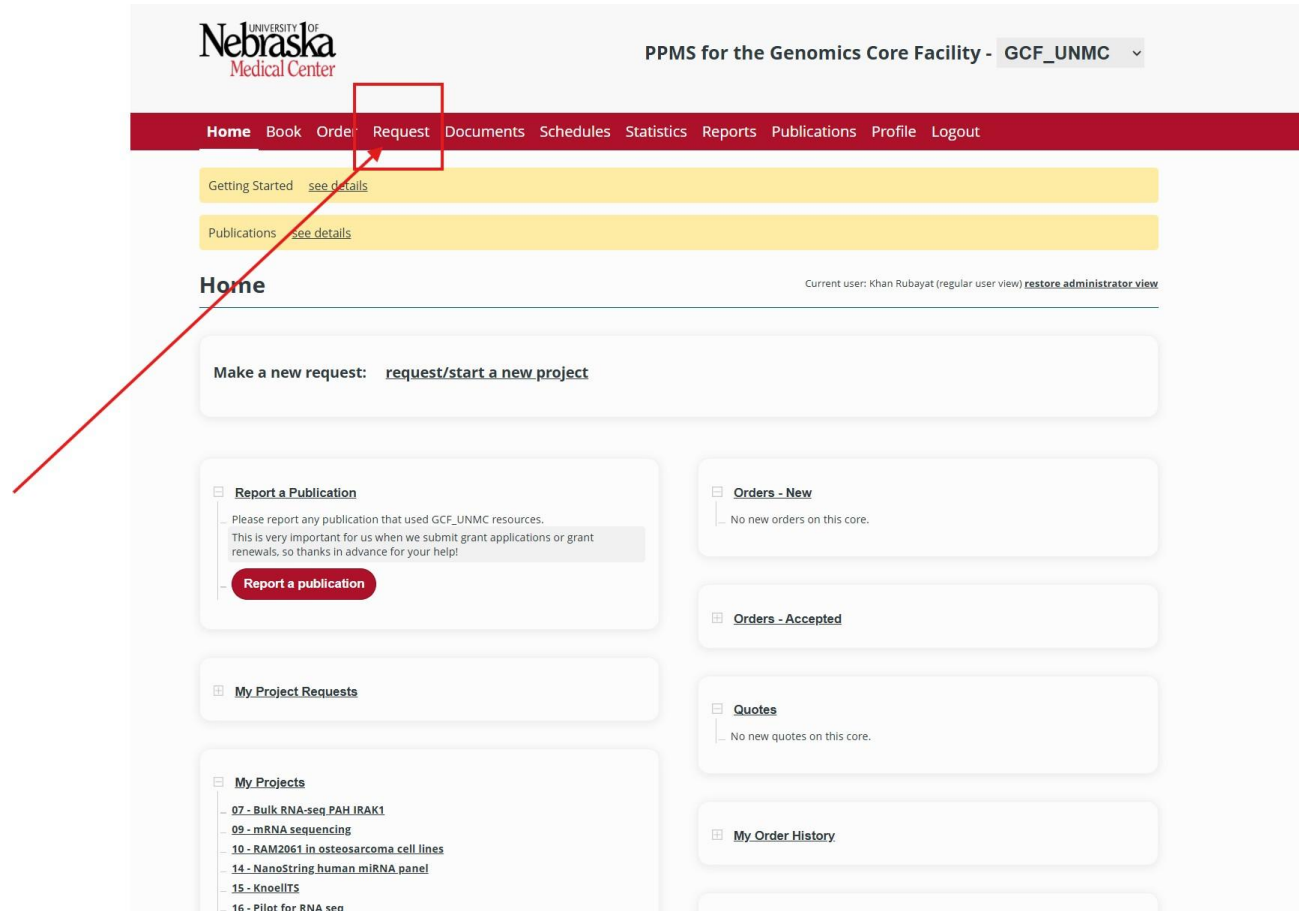 UNIVERSITY OF
Nebraska
Medical Center
PPMS for the Genomics Core Facility - GCF_UNMC
Home Book Order Request Documents Schedules Statistics Reports Publications Profile Logout
Getting Started see details
Publications see details
Home
Current user: Khan Rubayat (regular user view) restore administrator view
Make a new request: request/start a new project
Report a Publication
Please report any publication that used GCF_UNMC resources.
This is very important for us when we submit grant applications or grant
renewals, so thanks in advance for your help!
Report a publication
My Project Requests
My Projects
07 - Bulk RNA-seq PAH IRAK1
09 - mRNA sequencing
10 - RAM2061 in osteosarcoma cell lines
14 - NanoString human miRNA panel
15 - KnoellTS
16 - Pilot for RNA seq
Orders - New
No new orders on this core.
Orders - Accepted
Quotes
No new quotes on this core.
My Order History